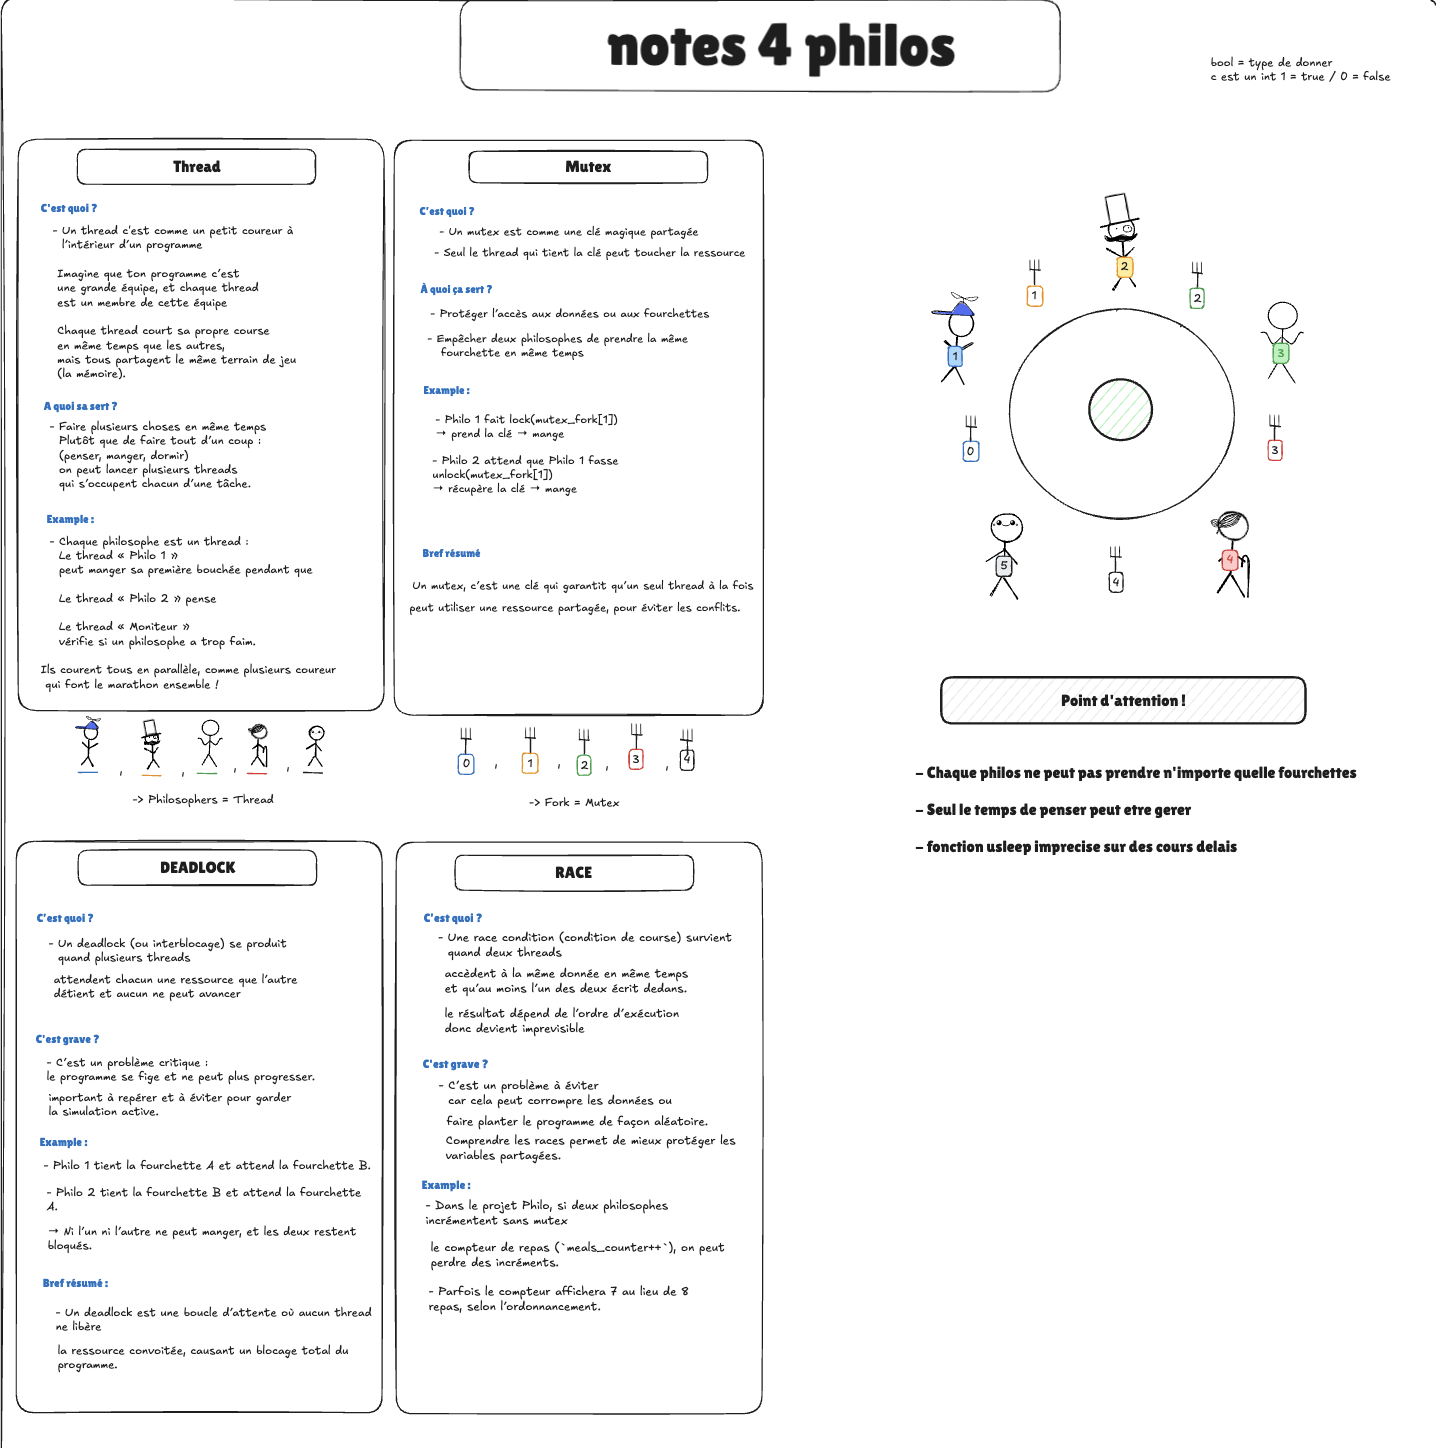 notes 4 philos
bool = type de donner
c est un int 1 = true / 0 = false
Thread
C'est quoi ?
- Un thread c'est comme un petit coureur à
l'intérieur d'un programme
Imagine que ton programme c'est
une grande équipe, et chaque thread
est un membre de cette équipe
Chaque thread court sa propre course
en même temps que les autres,
mais tous partagent le même terrain de jeu
(la mémoire).
A quoi sa sert ?
- Faire plusieurs choses en même temps
Plutôt que de faire tout d'un coup :
(penser, manger, dormir)
on peut lancer plusieurs threads
qui s'occupent chacun d'une tâche.
Example :
- Chaque philosophe est un thread :
Le thread « Philo 1 »
peut manger sa première bouchée pendant que
Le thread « Philo 2 » pense
Le thread « Moniteur »
vérifie si un philosophe a trop faim.
Ils courent tous en parallèle, comme plusieurs coureur
qui font le marathon ensemble !
, , , ,
-> Philosophers = Thread
Mutex
C'est quoi ?
- Un mutex est comme une clé magique partagée
- Seul le thread qui tient la clé peut toucher la ressource
À quoi ça sert ?
- Protéger l'accès aux données ou aux fourchettes
- Empêcher deux philosophes de prendre la même
fourchette en même temps
Example :
- Philo 1 fait lock(mutex_fork[1])
→ prend la clé → mange
- Philo 2 attend que Philo 1 fasse
unlock(mutex_fork[1])
→ récupère la clé → mange
Bref résumé
Un mutex, c'est une clé qui garantit qu'un seul thread à la fois
peut utiliser une ressource partagée, pour éviter les conflits.
0 , 1 , 2 , 3 , 4
-> Fork = Mutex
2
1
2
1
3
0
3
5
4
4
Point d'attention !
- Chaque philos ne peut pas prendre n'importe quelle fourchettes
- Seul le temps de penser peut etre gerer
- fonction usleep imprecise sur des cours delais
DEADLOCK
C'est quoi ?
- Un deadlock (ou interblocage) se produit
quand plusieurs threads
attendent chacun une ressource que l'autre
détient et aucun ne peut avancer
C'est grave ?
- C'est un problème critique :
le programme se fige et ne peut plus progresser.
important à repérer et à éviter pour garder
la simulation active.
Example :
- Philo 1 tient la fourchette A et attend la fourchette B.
- Philo 2 tient la fourchette B et attend la fourchette
A.
→ Ni l'un ni l'autre ne peut manger, et les deux restent
bloqués.
Bref résumé :
- Un deadlock est une boucle d'attente où aucun thread
ne libère
la ressource convoitée, causant un blocage total du
programme.
RACE
C'est quoi ?
- Une race condition (condition de course) survient
quand deux threads
accèdent à la même donnée en même temps
et qu'au moins l'un des deux écrit dedans.
le résultat dépend de l'ordre d'exécution
donc devient imprevisible
C'est grave ?
- C'est un problème à éviter
car cela peut corrompre les données ou
faire planter le programme de façon aléatoire.
Comprendre les races permet de mieux protéger les
variables partagées.
Example :
- Dans le projet Philo, si deux philosophes
incrémentent sans mutex
le compteur de repas (`meals_counter++`), on peut
perdre des incréments.
- Parfois le compteur affichera 7 au lieu de 8
repas, selon l'ordonnancement.